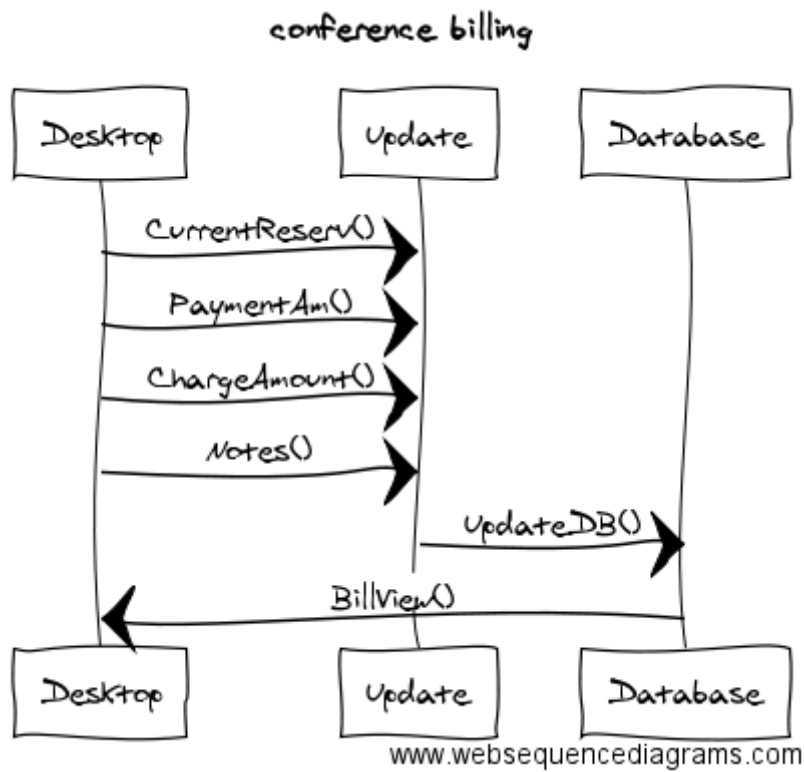 conference billing
Desktop Update Database
CurrentReserv()
PaymentAm()
ChargeAmount()
Notes()
UpdateDB()
BillView()
Desktop Update Database
www.websequencediagrams.com